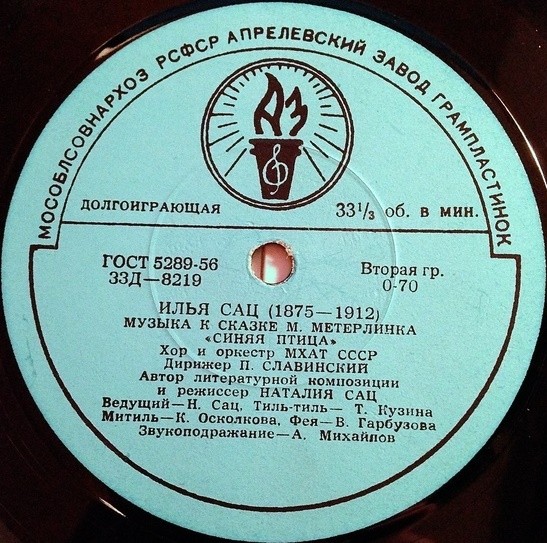 МОСОБЛСОВНАРХОЗ РСФСР АПРЕЛЕВСКИЙ ЗАВОД ГРАМПЛАСТИНОК
АЗ
ДОЛГОИГРАЮЩАЯ
33⅓ об. в мин.
ГОСТ 5289-56
33Д—8219
Вторая гр.
0-70
ИЛЬЯ САЦ (1875—1912)
МУЗЫКА К СКАЗКЕ М. МЕТЕРЛИНКА
«СИНЯЯ ПТИЦА»
Хор и оркестр МХАТ СССР
Дирижер П. СЛАВИНСКИЙ
Автор литературной композиции
и режиссер НАТАЛИЯ САЦ
Ведущий—Н. Сац, Тиль-тиль— Т. Кузина
Митиль—К. Осколкова, Фея—В. Гарбузова
Звукоподражание—А. Михайлов